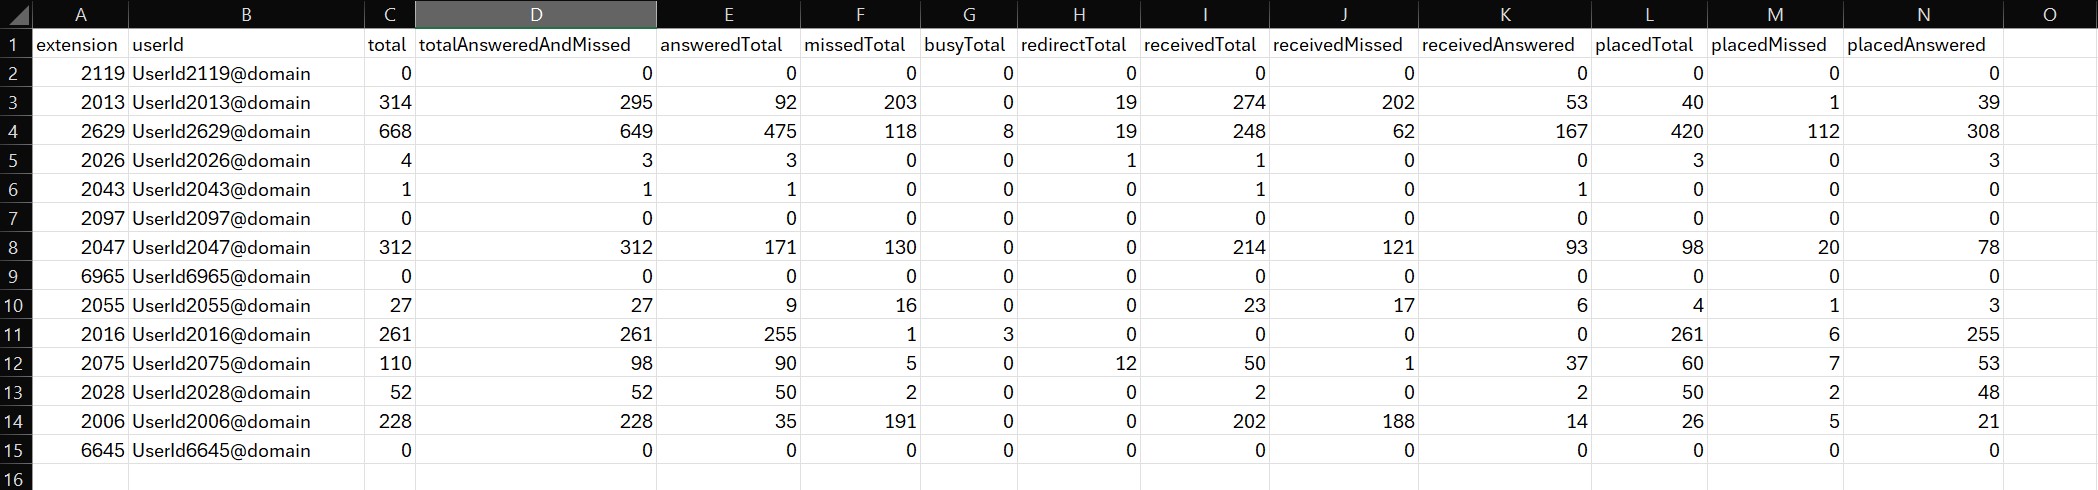 A B C D E F G H I J K L M N O
1 extension userId total totalAnsweredAndMissed answeredTotal missedTotal busyTotal redirectTotal receivedTotal receivedMissed receivedAnswered placedTotal placedMissed placedAnswered
2 2119 UserId2119@domain 0 0 0 0 0 0 0 0 0 0 0 0
3 2013 UserId2013@domain 314 295 92 203 0 19 274 202 53 40 1 39
4 2629 UserId2629@domain 668 649 475 118 8 19 248 62 167 420 112 308
5 2026 UserId2026@domain 4 3 3 0 0 1 1 0 0 3 0 3
6 2043 UserId2043@domain 1 1 1 0 0 0 1 0 1 0 0 0
7 2097 UserId2097@domain 0 0 0 0 0 0 0 0 0 0 0 0
8 2047 UserId2047@domain 312 312 171 130 0 0 214 121 93 98 20 78
9 6965 UserId6965@domain 0 0 0 0 0 0 0 0 0 0 0 0
10 2055 UserId2055@domain 27 27 9 16 0 0 23 17 6 4 1 3
11 2016 UserId2016@domain 261 261 255 1 3 0 0 0 0 261 6 255
12 2075 UserId2075@domain 110 98 90 5 0 12 50 1 37 60 7 53
13 2028 UserId2028@domain 52 52 50 2 0 0 2 0 2 50 2 48
14 2006 UserId2006@domain 228 228 35 191 0 0 202 188 14 26 5 21
15 6645 UserId6645@domain 0 0 0 0 0 0 0 0 0 0 0 0
16